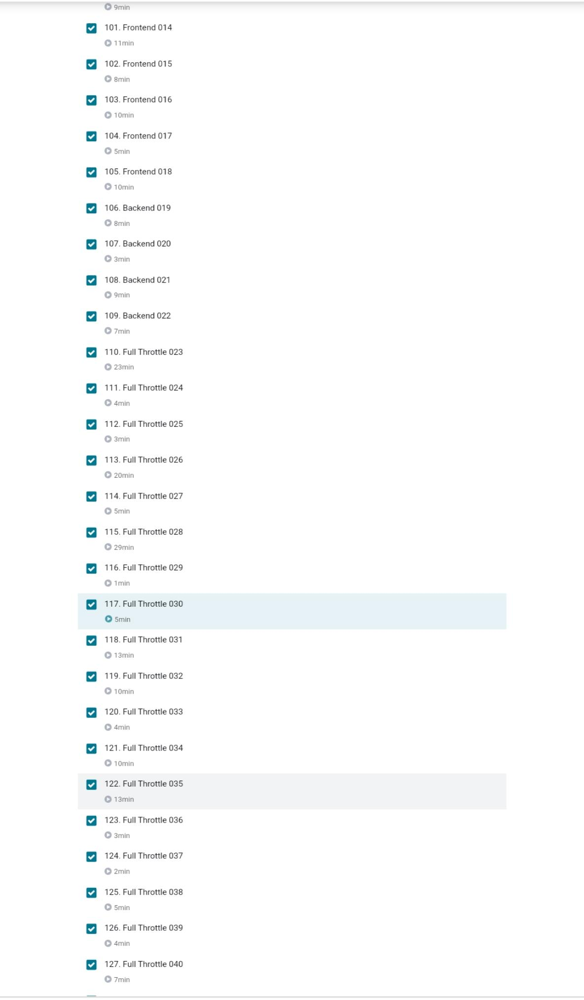 9min
101. Frontend 014
11min
102. Frontend 015
8min
103. Frontend 016
10min
104. Frontend 017
5min
105. Frontend 018
10min
106. Backend 019
8min
107. Backend 020
3min
108. Backend 021
9min
109. Backend 022
7min
110. Full Throttle 023
23min
111. Full Throttle 024
4min
112. Full Throttle 025
3min
113. Full Throttle 026
20min
114. Full Throttle 027
5min
115. Full Throttle 028
29min
116. Full Throttle 029
1min
117. Full Throttle 030
5min
118. Full Throttle 031
13min
119. Full Throttle 032
10min
120. Full Throttle 033
4min
121. Full Throttle 034
10min
122. Full Throttle 035
13min
123. Full Throttle 036
3min
124. Full Throttle 037
2min
125. Full Throttle 038
5min
126. Full Throttle 039
4min
127. Full Throttle 040
7min